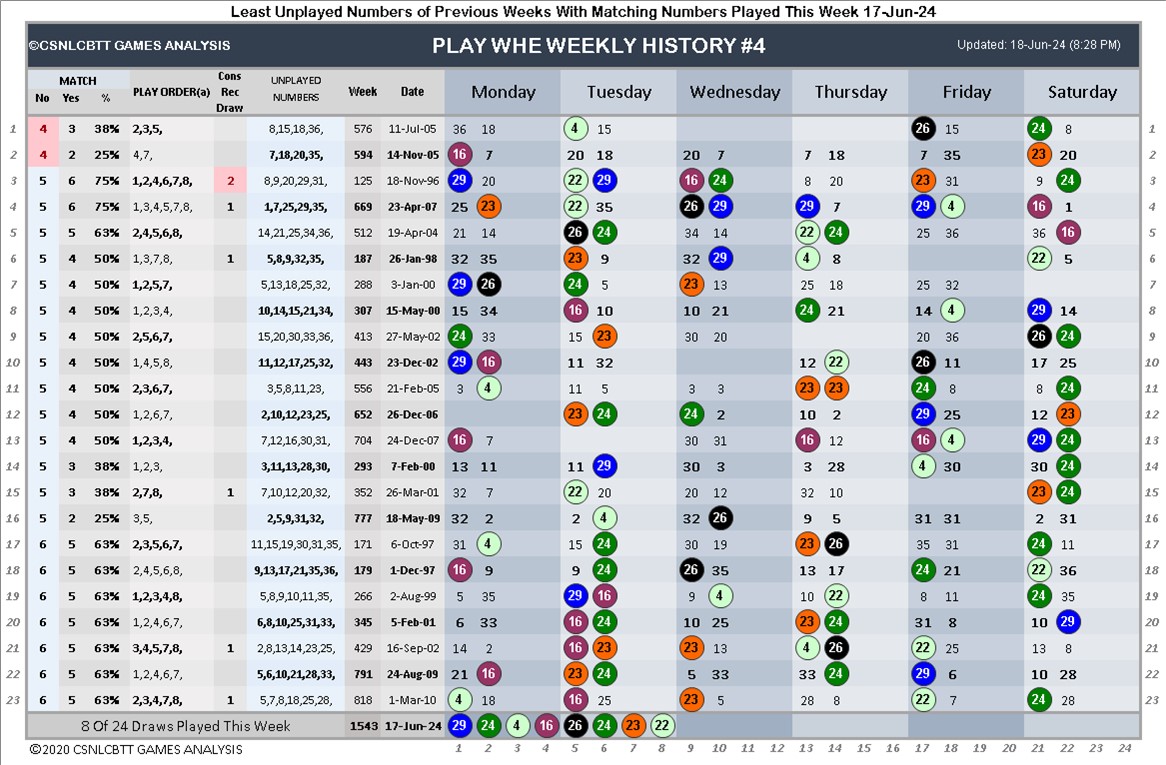 Least Unplayed Numbers of Previous Weeks With Matching Numbers Played This Week 17-Jun-24
©CSNLCBTT GAMES ANALYSIS PLAY WHE WEEKLY HISTORY #4 Updated: 18-Jun-24 (8:28 PM)
MATCH Cons UNPLAYED
No Yes % PLAY ORDER(a) Rec Draw NUMBERS Week Date Monday Tuesday Wednesday Thursday Friday Saturday
1 4 3 38% 2,3,5, 8,15,18,36, 576 11-Jul-05 36 18 4 15 26 15 24 8 1
2 4 2 25% 4,7, 7,18,20,35, 594 14-Nov-05 16 7 20 18 20 7 7 18 7 35 23 20 2
3 5 6 75% 1,2,4,6,7,8, 2 8,9,20,29,31, 125 18-Nov-96 29 20 22 29 16 24 8 20 23 31 9 24 3
4 5 6 75% 1,3,4,5,7,8, 1 1,7,25,29,35, 669 23-Apr-07 25 23 22 35 26 29 29 7 29 4 16 1 4
5 5 5 63% 2,4,5,6,8, 14,21,25,34,36, 512 19-Apr-04 21 14 26 24 34 14 22 24 25 36 36 16 5
6 5 4 50% 1,3,7,8, 1 5,8,9,32,35, 187 26-Jan-98 32 35 23 9 32 29 4 8 22 5 6
7 5 4 50% 1,2,5,7, 5,13,18,25,32, 288 3-Jan-00 29 26 24 5 23 13 25 18 25 32 7
8 5 4 50% 1,2,3,4, 10,14,15,21,34, 307 15-May-00 15 34 16 10 10 21 24 21 14 4 29 14 8
9 5 4 50% 2,5,6,7, 15,20,30,33,36, 413 27-May-02 24 33 15 23 30 20 20 36 26 24 9
10 5 4 50% 1,4,5,8, 11,12,17,25,32, 443 23-Dec-02 29 16 11 32 12 22 26 11 17 25 10
11 5 4 50% 2,3,6,7, 3,5,8,11,23, 556 21-Feb-05 3 4 11 5 3 3 23 23 24 8 8 24 11
12 5 4 50% 1,2,6,7, 2,10,12,23,25, 652 26-Dec-06 23 24 24 2 10 2 29 25 12 23 12
13 5 4 50% 1,2,3,4, 7,12,16,30,31, 704 24-Dec-07 16 7 30 31 16 12 16 4 29 24 13
14 5 3 38% 1,2,3, 3,11,13,28,30, 293 7-Feb-00 13 11 11 29 30 3 3 28 4 30 30 24 14
15 5 3 38% 2,7,8, 1 7,10,12,20,32, 352 26-Mar-01 32 7 22 20 20 12 32 10 23 24 15
16 5 2 25% 3,5, 2,5,9,31,32, 777 18-May-09 32 2 2 4 32 26 9 5 31 31 2 31 16
17 6 5 63% 2,3,5,6,7, 11,15,19,30,31,35, 171 6-Oct-97 31 4 15 24 30 19 23 26 35 31 24 11 17
18 6 5 63% 2,4,5,6,8, 9,13,17,21,35,36, 179 1-Dec-97 16 9 9 24 26 35 13 17 24 21 22 36 18
19 6 5 63% 1,2,3,4,8, 5,8,9,10,11,35, 266 2-Aug-99 5 35 29 16 9 4 10 22 8 11 24 35 19
20 6 5 63% 1,2,4,6,7, 6,8,10,25,31,33, 345 5-Feb-01 6 33 16 24 10 25 23 24 31 8 10 29 20
21 6 5 63% 3,4,5,7,8, 1 2,8,13,14,23,25, 429 16-Sep-02 14 2 16 23 23 13 4 26 22 25 13 8 21
22 6 5 63% 1,2,4,6,7, 5,6,10,21,28,33, 791 24-Aug-09 21 16 23 24 5 33 33 24 29 6 10 28 22
23 6 5 63% 2,3,4,7,8, 1 5,7,8,18,25,28, 818 1-Mar-10 4 18 16 25 23 5 28 8 22 7 24 28 23
8 Of 24 Draws Played This Week 1543 17-Jun-24 29 24 4 16 26 24 23 22
©2020 CSNLCBTT GAMES ANALYSIS 1 2 3 4 5 6 7 8 9 10 11 12 13 14 15 16 17 18 19 20 21 22 23 24